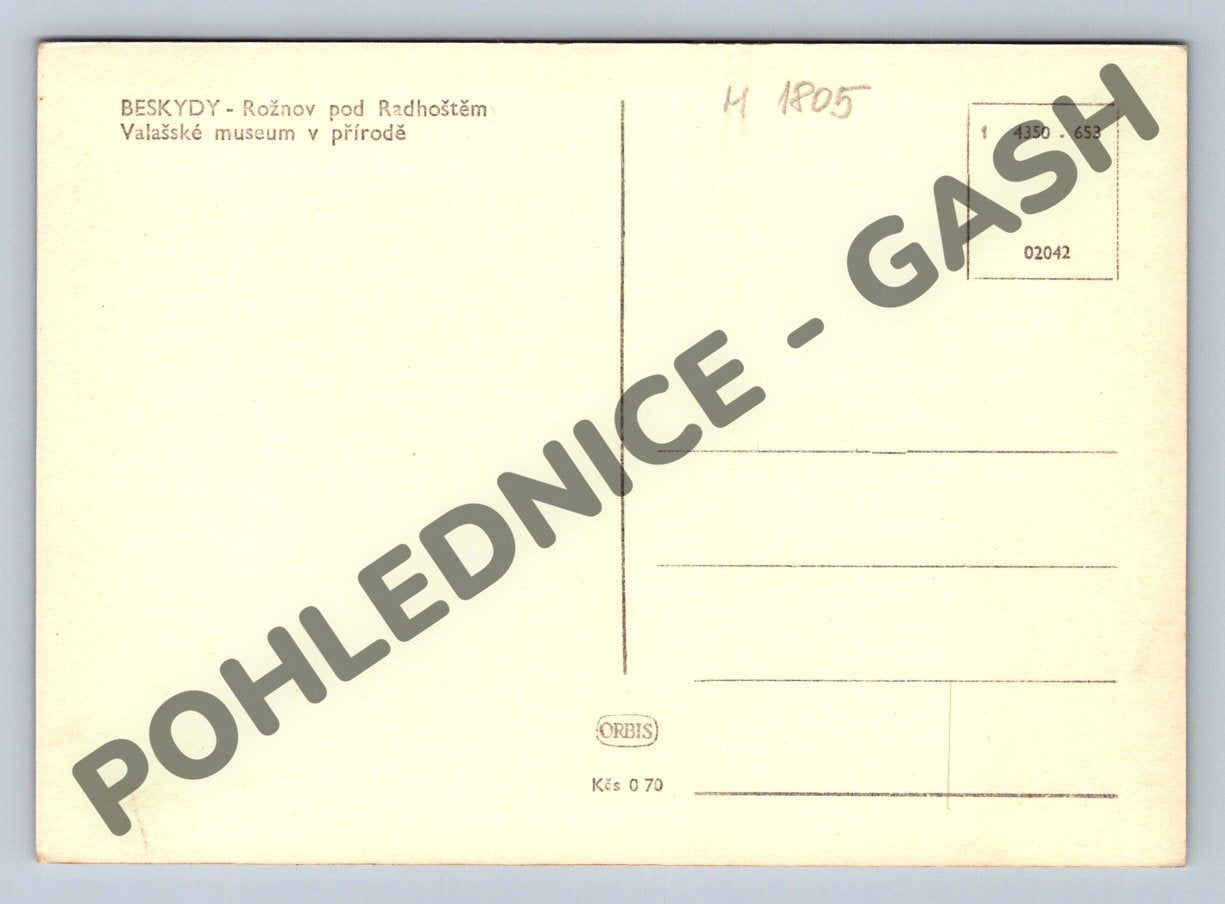 BESKYDY - Rožnov pod Radhoštěm
Valašské museum v přírodě
M 1805
1 4350 - 653
02042
POHLEDNICE - GASH
ORBIS
Kčs 0 70